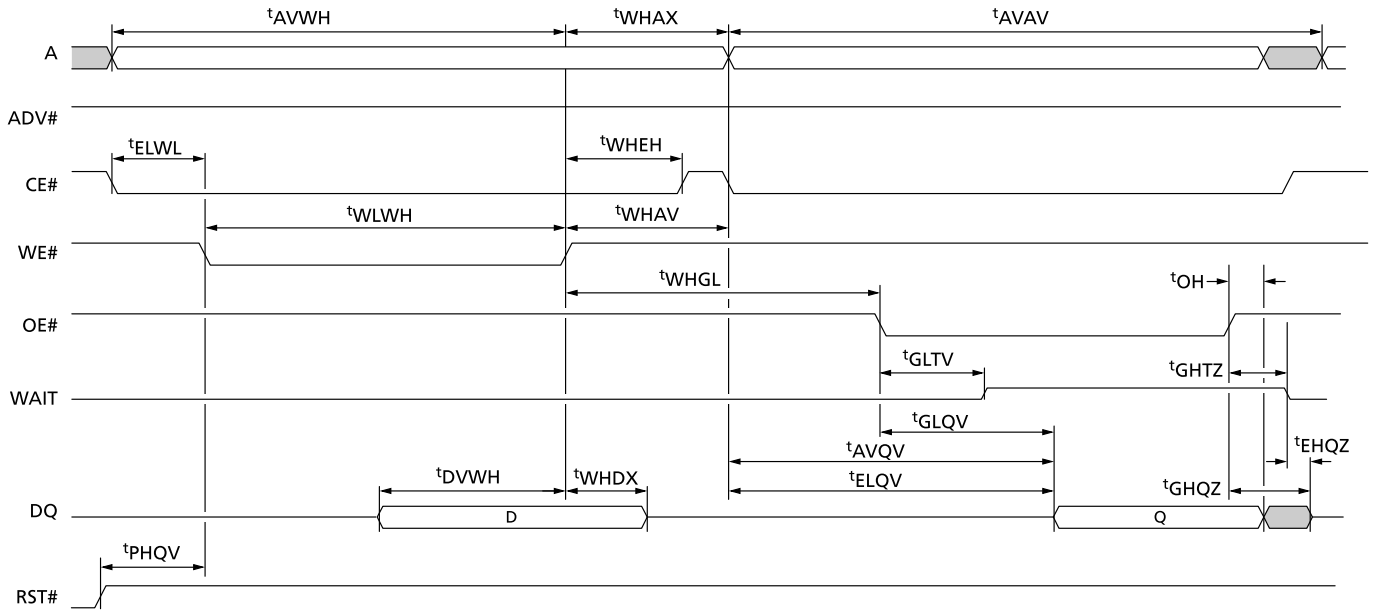 tAVWH tWHAX tAVAV
A
ADV#
tELWL tWHEH
CE#
tWLWH tWHAV
WE#
tWHGL tOH
OE#
tGLTV tGHTZ
WAIT
tGLQV
tAVQV tEHQZ
tDVWH tWHDX tELQV tGHQZ
DQ D Q
tPHQV
RST#